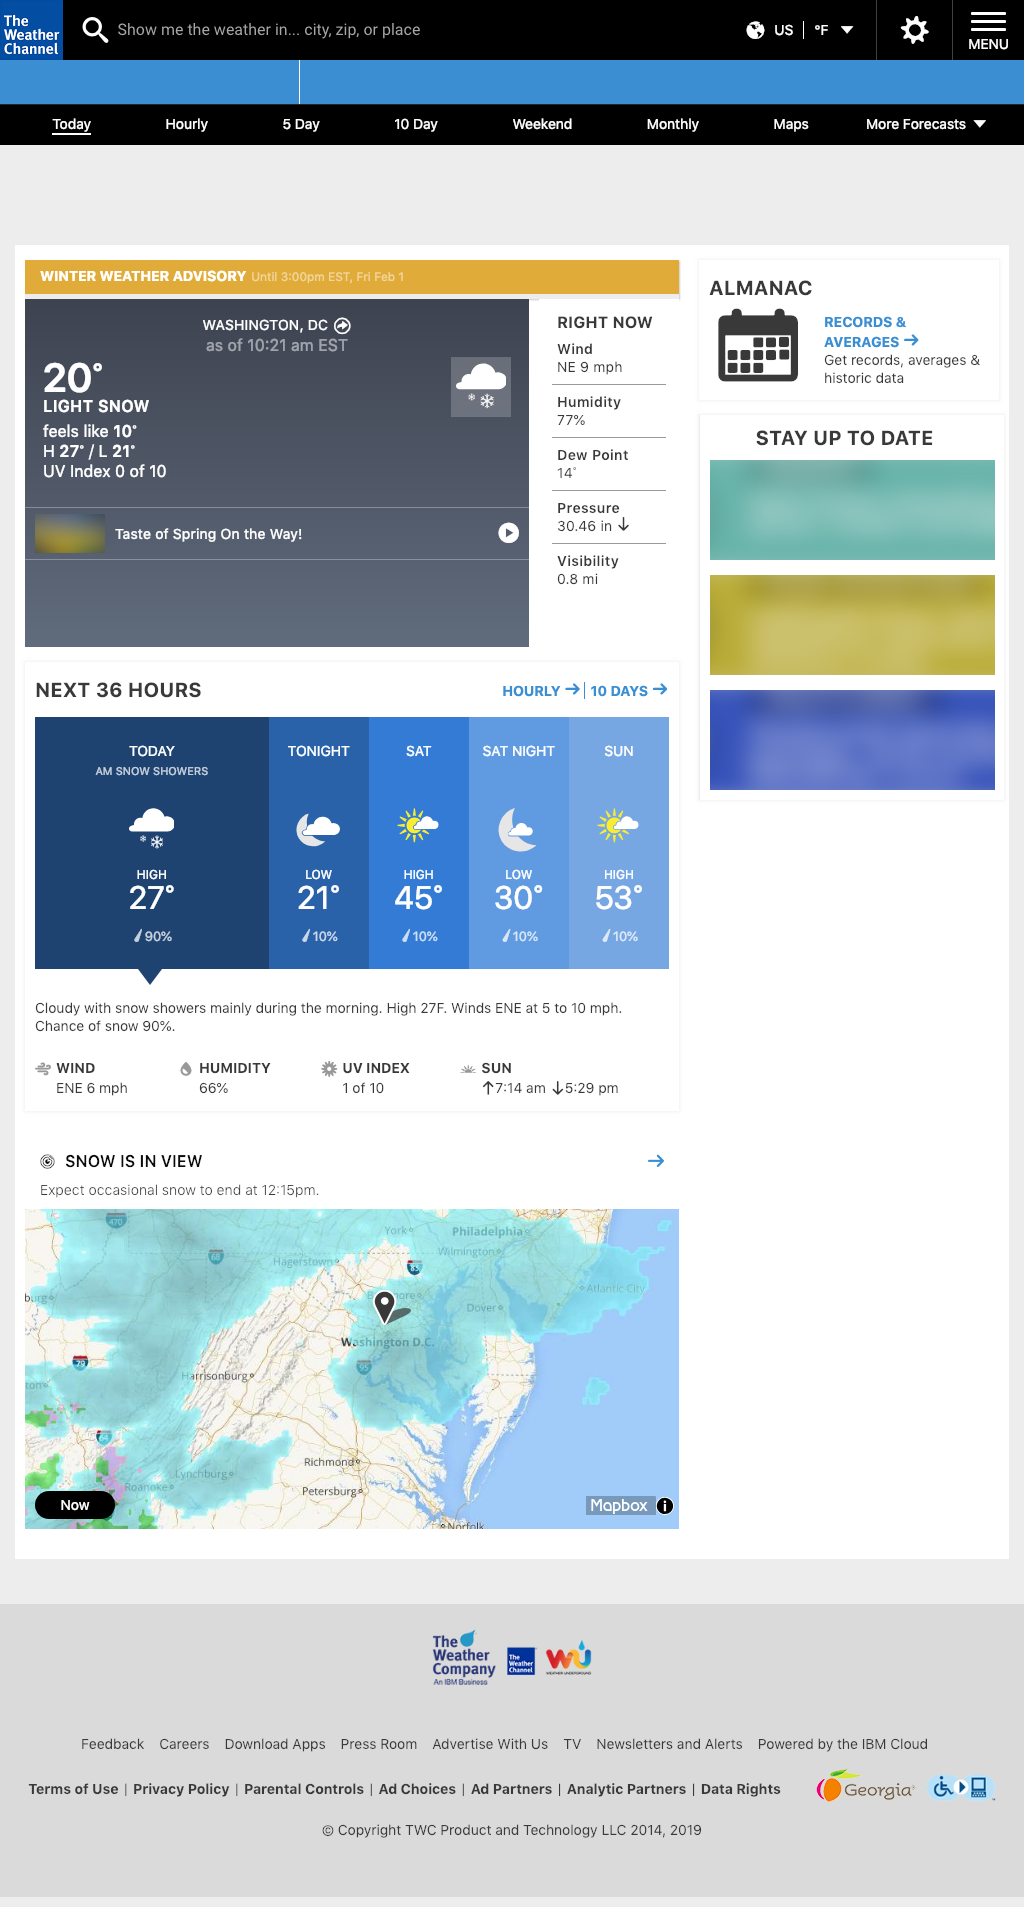 The Weather Channel
Show me the weather in... city, zip, or place
US | °F
MENU
Today Hourly 5 Day 10 Day Weekend Monthly Maps More Forecasts
WINTER WEATHER ADVISORY Until 3:00pm EST, Fri Feb 1
WASHINGTON, DC
as of 10:21 am EST
20°
LIGHT SNOW
feels like 10°
H 27° / L 21°
UV Index 0 of 10
Taste of Spring On the Way!
RIGHT NOW
Wind
NE 9 mph
Humidity
77%
Dew Point
14°
Pressure
30.46 in ↓
Visibility
0.8 mi
ALMANAC
RECORDS &
AVERAGES →
Get records, averages &
historic data
STAY UP TO DATE
NEXT 36 HOURS
HOURLY → | 10 DAYS →
TODAY
AM SNOW SHOWERS
HIGH
27°
90%
TONIGHT
LOW
21°
10%
SAT
HIGH
45°
10%
SAT NIGHT
LOW
30°
10%
SUN
HIGH
53°
10%
Cloudy with snow showers mainly during the morning. High 27F. Winds ENE at 5 to 10 mph.
Chance of snow 90%.
WIND
ENE 6 mph
HUMIDITY
66%
UV INDEX
1 of 10
SUN
↑7:14 am ↓5:29 pm
SNOW IS IN VIEW
→
Expect occasional snow to end at 12:15pm.
470
York
Philadelphia
68
Wilmington
Hagerstown
83
Atlantic City
burg
Dover
Washington D.C.
95
79
Harrisonburg
ton
64
Richmond
Lynchburg
Roanoke
Petersburg
Now
Mapbox
Norfolk
The Weather Company
An IBM Business
The Weather Channel
WU
WEATHER UNDERGROUND
Feedback Careers Download Apps Press Room Advertise With Us TV Newsletters and Alerts Powered by the IBM Cloud
Terms of Use | Privacy Policy | Parental Controls | Ad Choices | Ad Partners | Analytic Partners | Data Rights
Georgia
© Copyright TWC Product and Technology LLC 2014, 2019